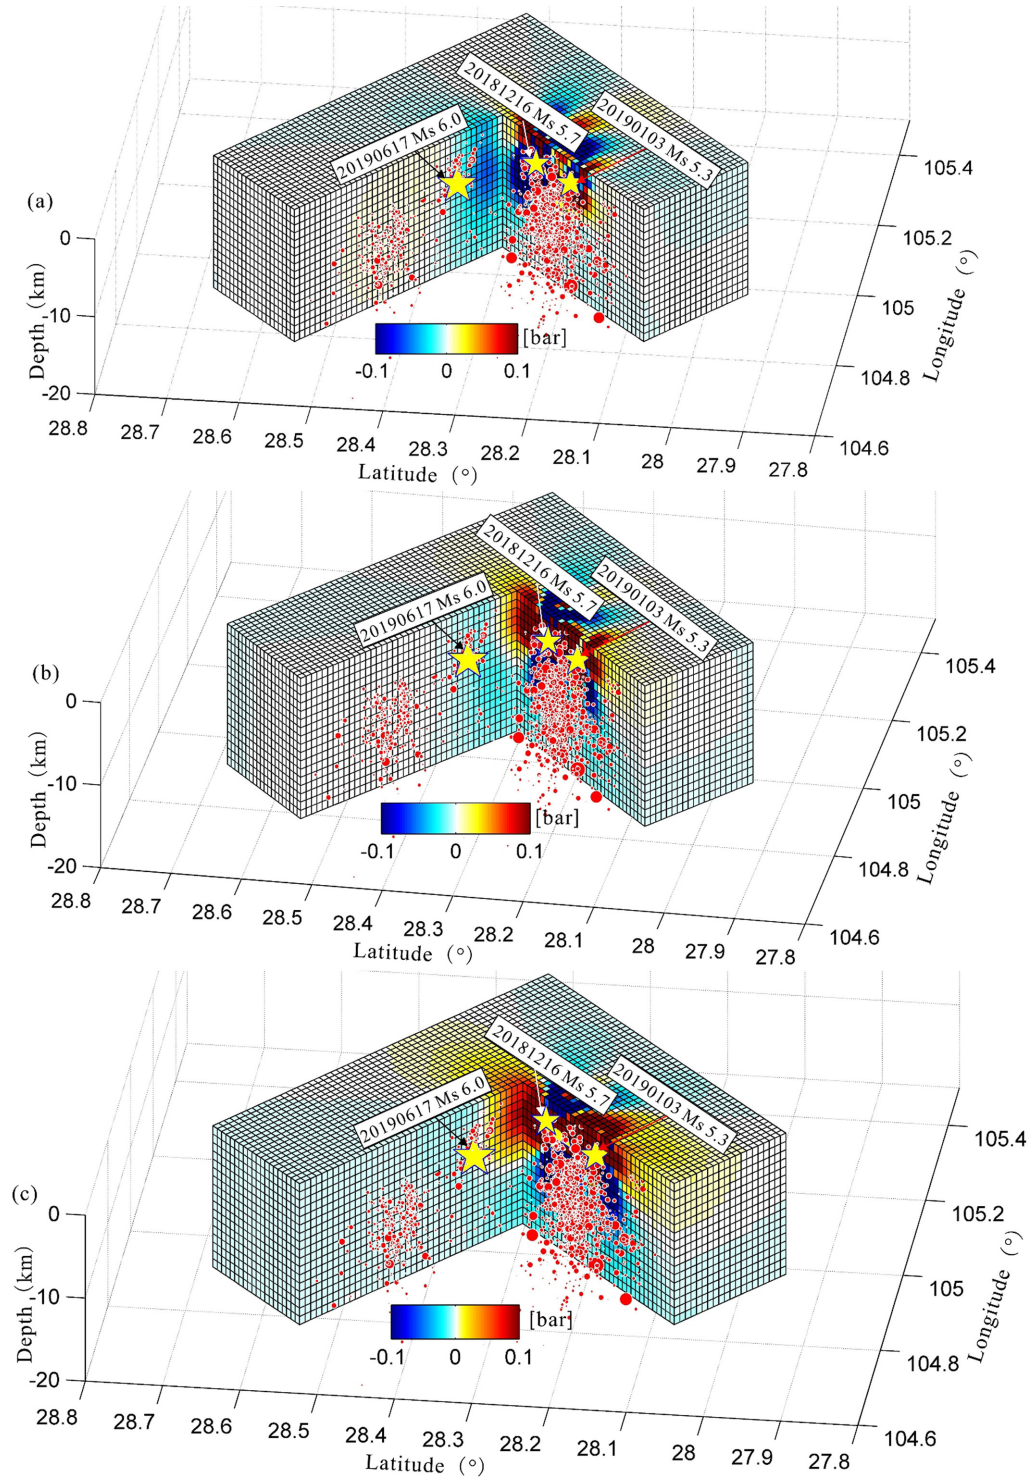 20181216 Ms 5.7
20190103 Ms 5.3
20190617 Ms 6.0
(a)
0
-10
-20
Depth (km)
[bar]
-0.1 0 0.1
28.8 28.7 28.6 28.5 28.4 28.3 28.2 28.1 28 27.9 27.8
Latitude (°)
105.4
105.2
105
104.8
104.6
Longitude (°)
20181216 Ms 5.7
20190103 Ms 5.3
20190617 Ms 6.0
(b)
0
-10
-20
Depth (km)
[bar]
-0.1 0 0.1
28.8 28.7 28.6 28.5 28.4 28.3 28.2 28.1 28 27.9 27.8
Latitude (°)
105.4
105.2
105
104.8
104.6
Longitude (°)
20181216 Ms 5.7
20190103 Ms 5.3
20190617 Ms 6.0
(c)
0
-10
-20
Depth (km)
[bar]
-0.1 0 0.1
28.8 28.7 28.6 28.5 28.4 28.3 28.2 28.1 28 27.9 27.8
Latitude (°)
105.4
105.2
105
104.8
104.6
Longitude (°)